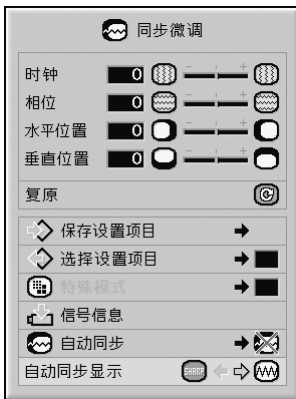 同步微调
时钟 0 - +
相位 0 - +
水平位置 0 - +
垂直位置 0 - +
复原
保存设置项目
选择设置项目
特殊模式
信号信息
自动同步
自动同步显示 SHARP